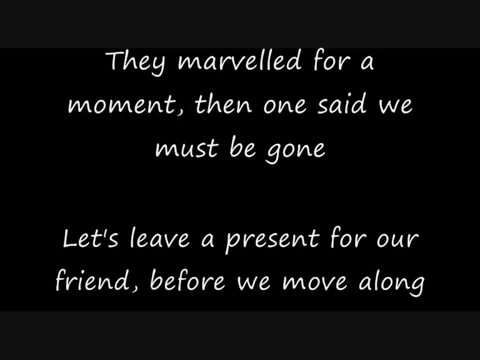 They marvelled for a
moment, then one said we
must be gone
Let's leave a present for our
friend, before we move along